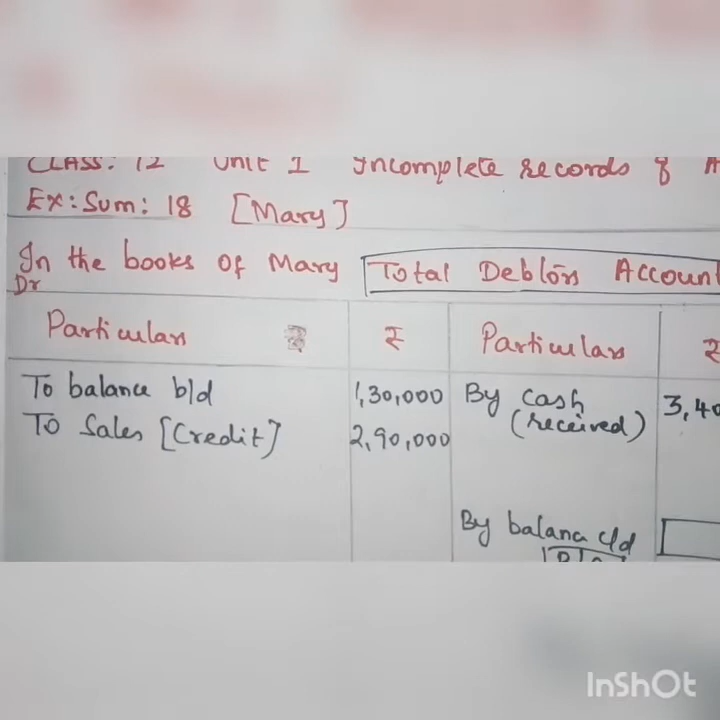 CLASS: 12 Unit 1 Incomplete records of A
Ex: Sum: 18 [Mary]
In the books of Mary Total Debtors Account
Dr
Particulars ₹ Particulars ₹
To balance b/d 1,30,000 By cash 3,40
(received)
To Sales [Credit] 2,90,000
By balance c/d
InShOt